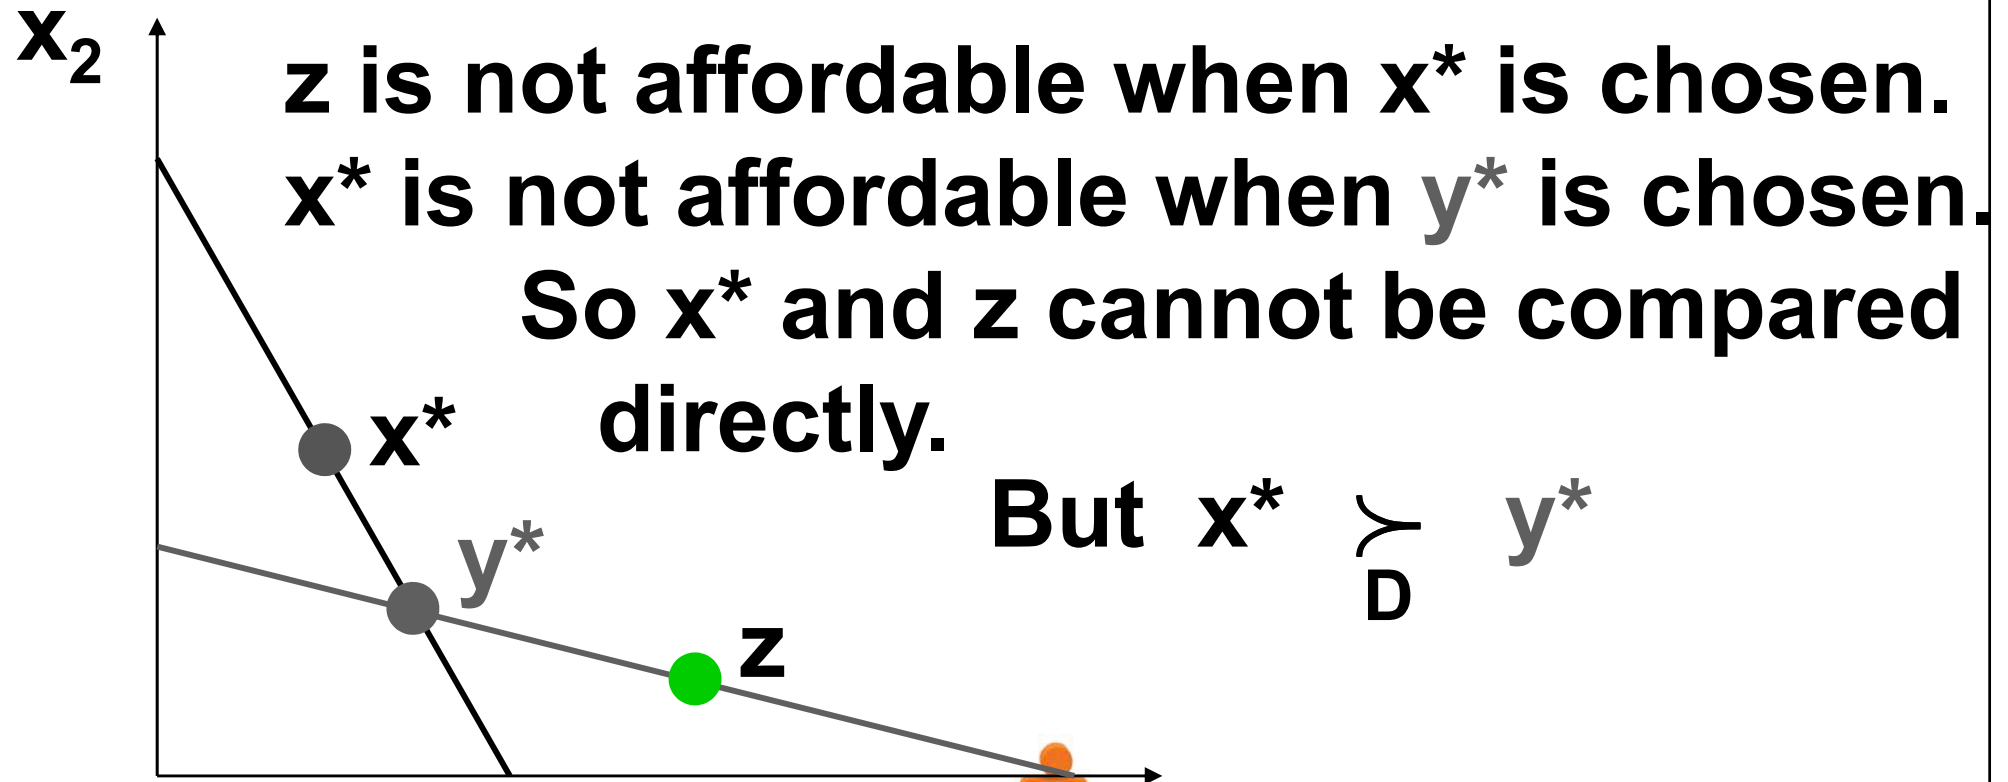 x₂
z is not affordable when x* is chosen.
x* is not affordable when y* is chosen.
So x* and z cannot be compared
directly.
x*
But x* ≻ y*
D
y*
z